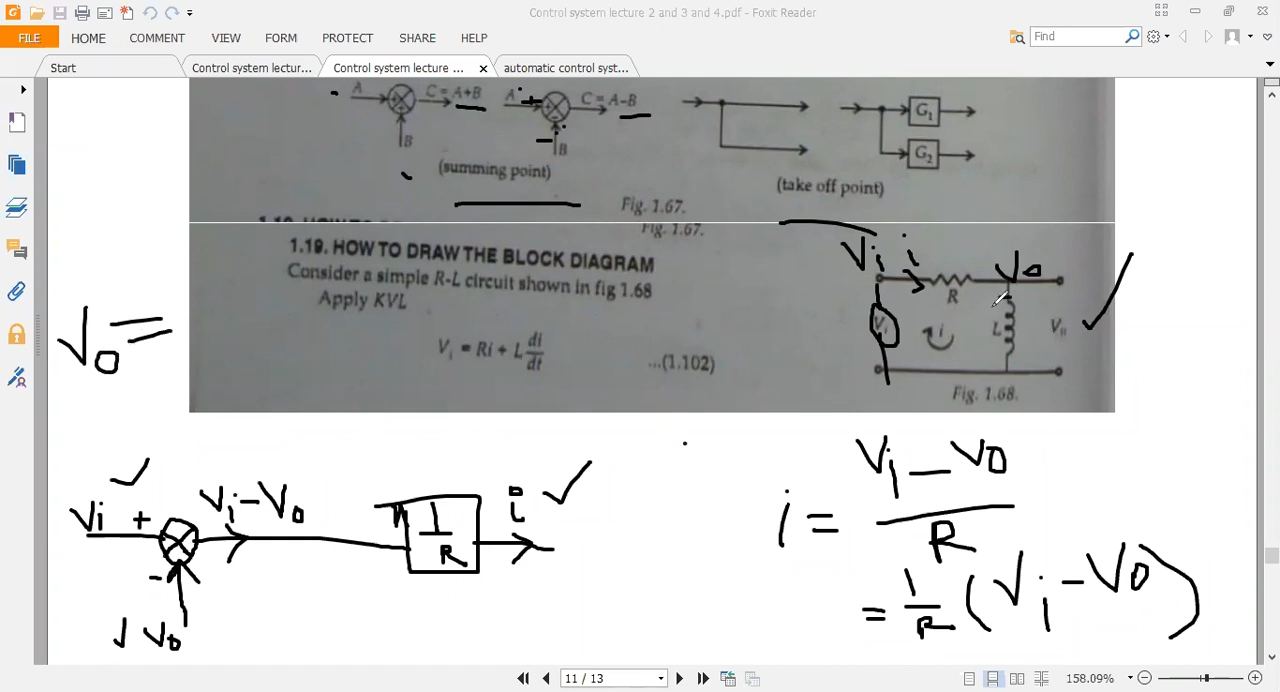 Control system lecture 2 and 3 and 4.pdf - Foxit Reader
FILE HOME COMMENT VIEW FORM PROTECT SHARE HELP
Find
Start
Control system lectur...
Control system lecture ...
automatic control syst...
A C = A+B A + C = A−B G₁
B − B G₂
(summing point)
(take off point)
Fig. 1.67.
Fig. 1.67.
1.19. HOW TO DRAW THE BLOCK DIAGRAM
Consider a simple R-L circuit shown in fig 1.68
Apply KVL
Vᵢ = Ri + L di/dt ...(1.102)
Vi i Vo
R
Vᵢ i L
Fig. 1.68.
Vo =
Vi + Vi − Vo 1/R i
− Vo
i = (Vi − Vo)/R
= 1/R (Vi − Vo)
11 / 13
158.09%